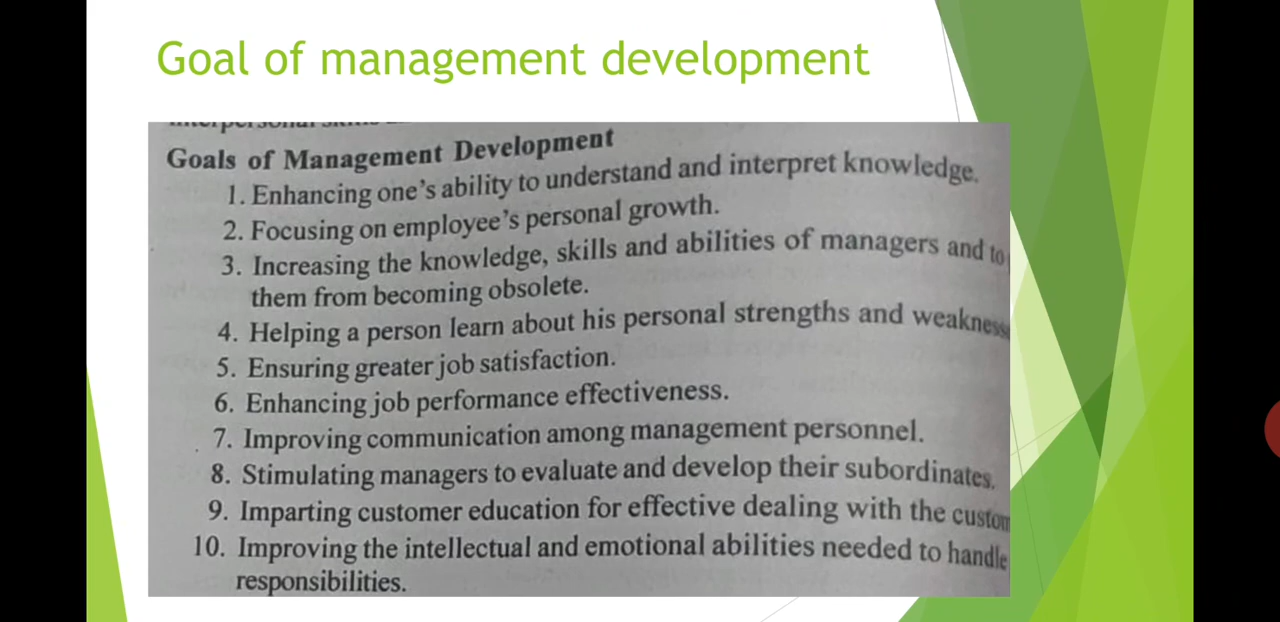 Goal of management development
Goals of Management Development
1. Enhancing one's ability to understand and interpret knowledge.
2. Focusing on employee's personal growth.
3. Increasing the knowledge, skills and abilities of managers and to
them from becoming obsolete.
4. Helping a person learn about his personal strengths and
5. Ensuring greater job satisfaction.
6. Enhancing job performance effectiveness.
7. Improving communication among management personnel.
8. Stimulating managers to evaluate and develop their subordinates.
9. Imparting customer education for effective dealing with the
10. Improving the intellectual and emotional abilities needed to handle
responsibilities.